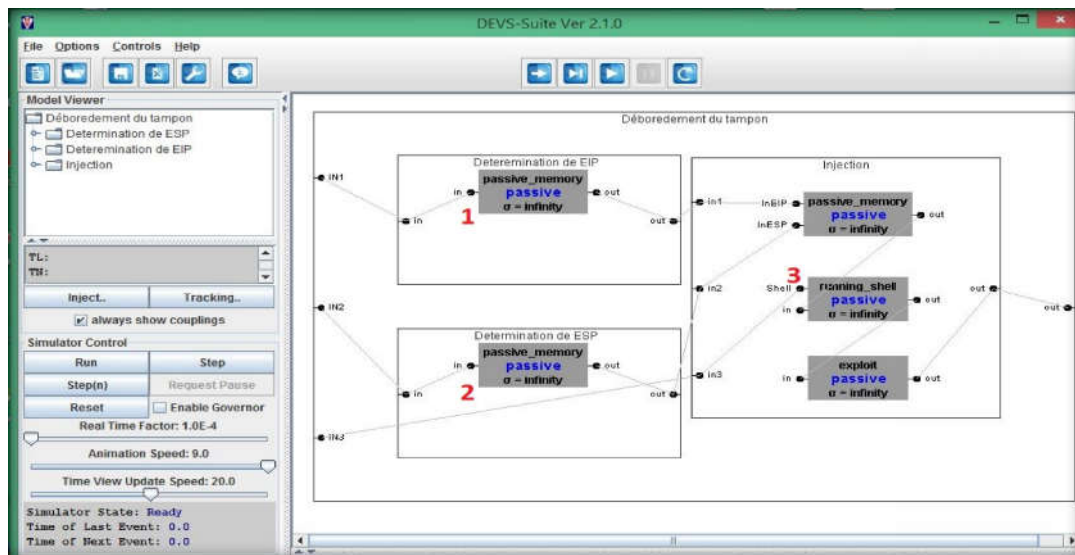 DEVS-Suite Ver 2.1.0
File Options Controls Help
Model Viewer
Déboredement du tampon
Determination de ESP
Deteremination de EIP
Injection
TL:
TN:
Inject.. Tracking..
always show couplings
Simulator Control
Run Step
Step(n) Request Pause
Reset Enable Governor
Real Time Factor: 1.0E-4
Animation Speed: 9.0
Time View Update Speed: 20.0
Simulator State: Ready
Time of Last Event: 0.0
Time of Next Event: 0.0
Déboredement du tampon
IN1
IN2
IN3
out
Deteremination de EIP
passive_memory
passive
σ = infinity
in
out
in
out
1
Determination de ESP
passive_memory
passive
σ = infinity
in
out
in
out
2
Injection
in1
in2
in3
out
InEIP
InESP
passive_memory
passive
σ = infinity
out
3
Shell
in
running_shell
passive
σ = infinity
out
in
exploit
passive
σ = infinity
out